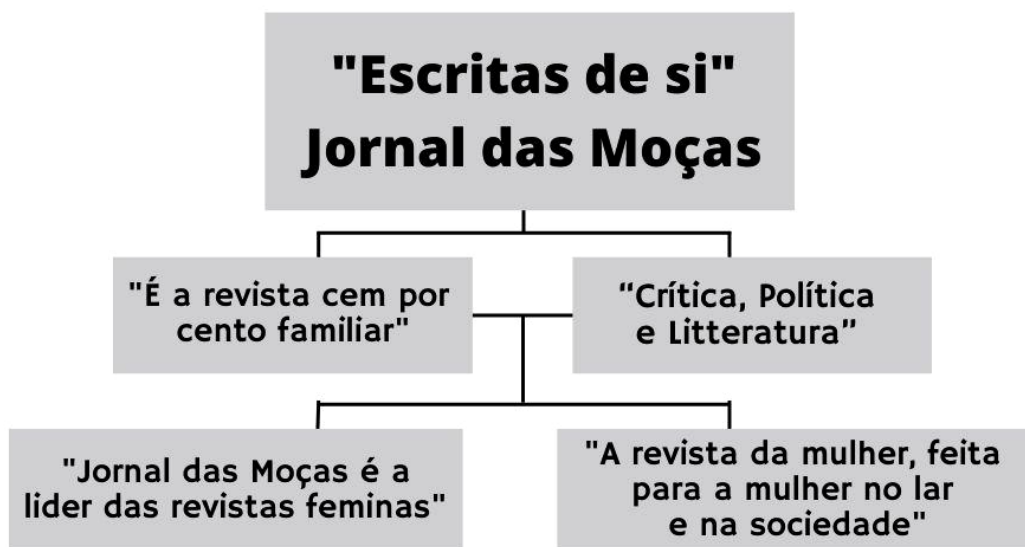 "Escritas de si"
Jornal das Moças
"É a revista cem por
cento familiar"
“Crítica, Política
e Litteratura”
"Jornal das Moças é a
lider das revistas feminas"
"A revista da mulher, feita
para a mulher no lar
e na sociedade"